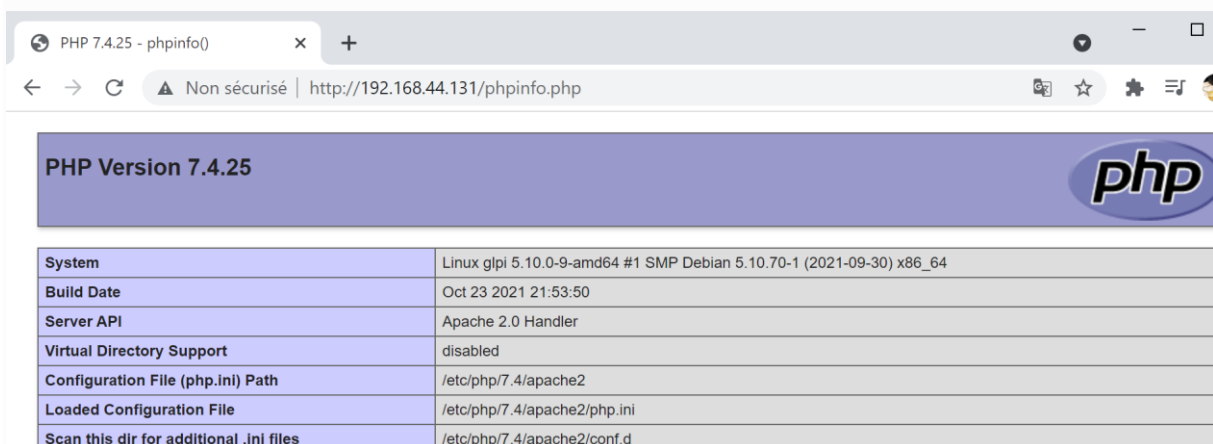 PHP 7.4.25 - phpinfo()
Non sécurisé | http://192.168.44.131/phpinfo.php
PHP Version 7.4.25
php
System Linux glpi 5.10.0-9-amd64 #1 SMP Debian 5.10.70-1 (2021-09-30) x86_64
Build Date Oct 23 2021 21:53:50
Server API Apache 2.0 Handler
Virtual Directory Support disabled
Configuration File (php.ini) Path /etc/php/7.4/apache2
Loaded Configuration File /etc/php/7.4/apache2/php.ini
Scan this dir for additional .ini files /etc/php/7.4/apache2/conf.d